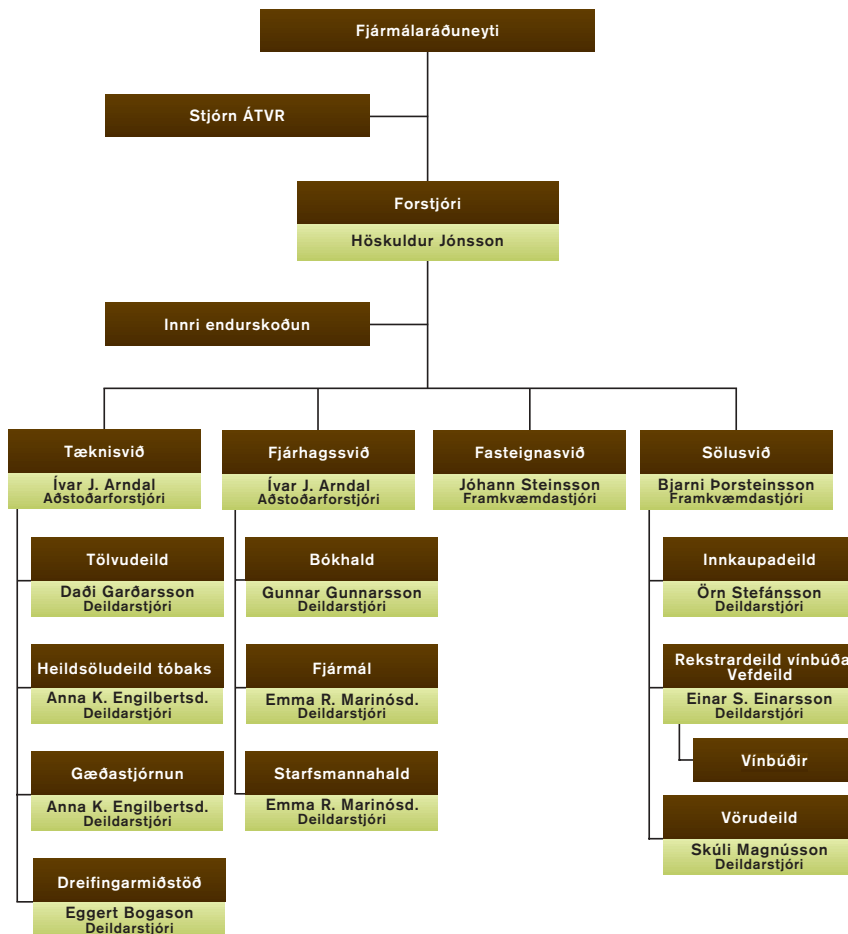 Fjármálaráðuneyti
Stjórn ÁTVR
Forstjóri
Höskuldur Jónsson
Innri endurskoðun
Tæknisvið
Ívar J. Arndal
Aðstoðarforstjóri
Tölvudeild
Daði Garðarsson
Deildarstjóri
Heildsöludeild tóbaks
Anna K. Engilbertsd.
Deildarstjóri
Gæðastjórnun
Anna K. Engilbertsd.
Deildarstjóri
Dreifingarmiðstöð
Eggert Bogason
Deildarstjóri
Fjárhagssvið
Ívar J. Arndal
Aðstoðarforstjóri
Bókhald
Gunnar Gunnarsson
Deildarstjóri
Fjármál
Emma R. Marinósd.
Deildarstjóri
Starfsmannahald
Emma R. Marinósd.
Deildarstjóri
Fasteignasvið
Jóhann Steinsson
Framkvæmdastjóri
Sölusvið
Bjarni Þorsteinsson
Framkvæmdastjóri
Innkaupadeild
Örn Stefánsson
Deildarstjóri
Rekstrardeild vínbúða
Vefdeild
Einar S. Einarsson
Deildarstjóri
Vínbúðir
Vörudeild
Skúli Magnússon
Deildarstjóri